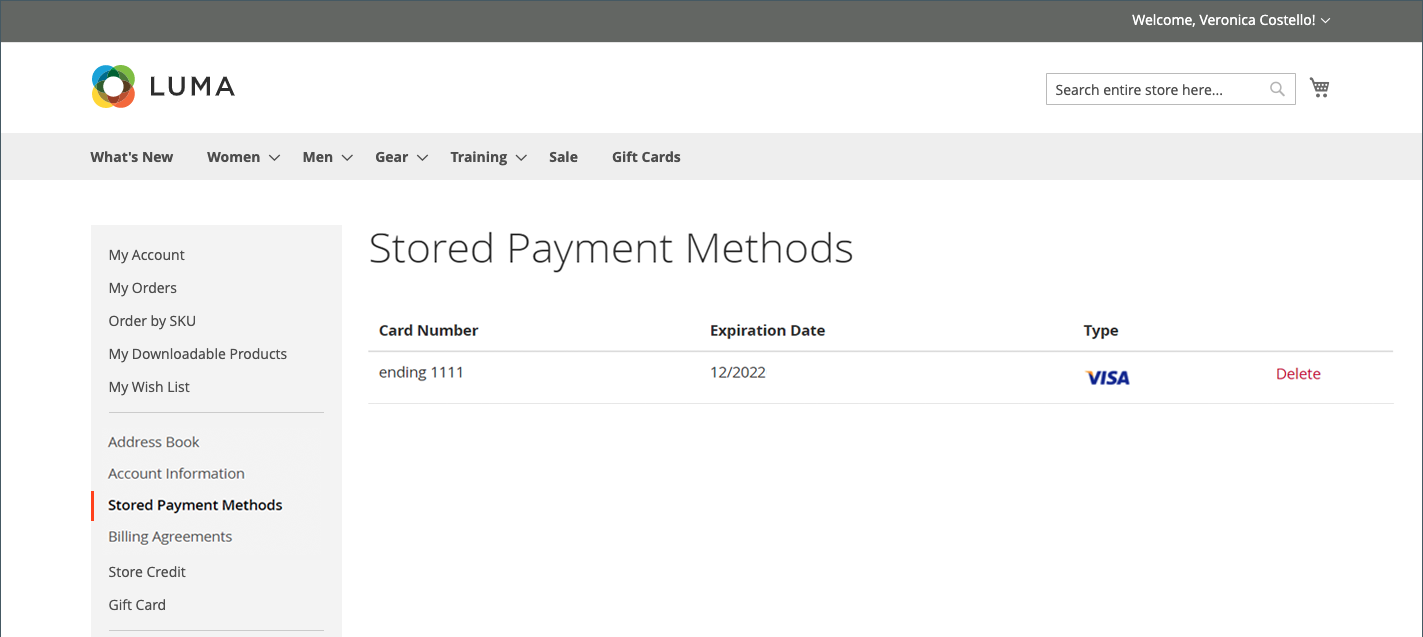 Welcome, Veronica Costello!
LUMA
Search entire store here...
What's New Women Men Gear Training Sale Gift Cards
My Account
My Orders
Order by SKU
My Downloadable Products
My Wish List
Address Book
Account Information
Stored Payment Methods
Billing Agreements
Store Credit
Gift Card
Stored Payment Methods
Card Number Expiration Date Type
ending 1111 12/2022 VISA Delete